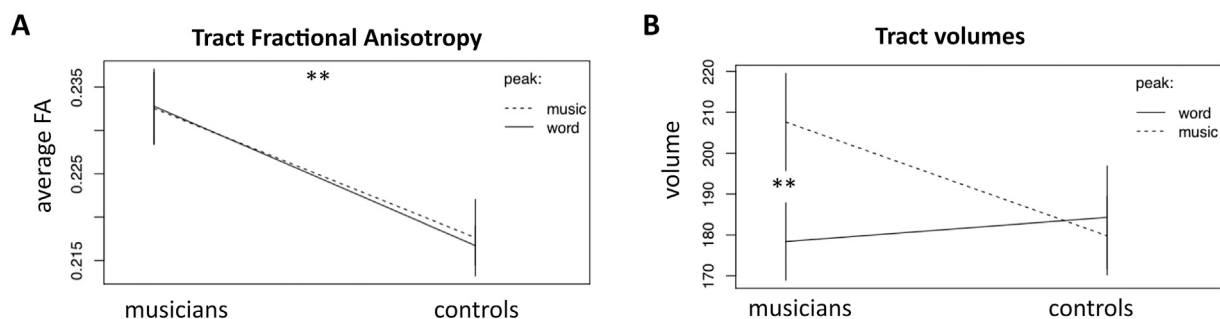 A
Tract Fractional Anisotropy
average FA
0.235
0.225
0.215
**
peak:
music
word
musicians
controls
B
Tract volumes
volume
220
210
200
190
180
170
**
peak:
word
music
musicians
controls